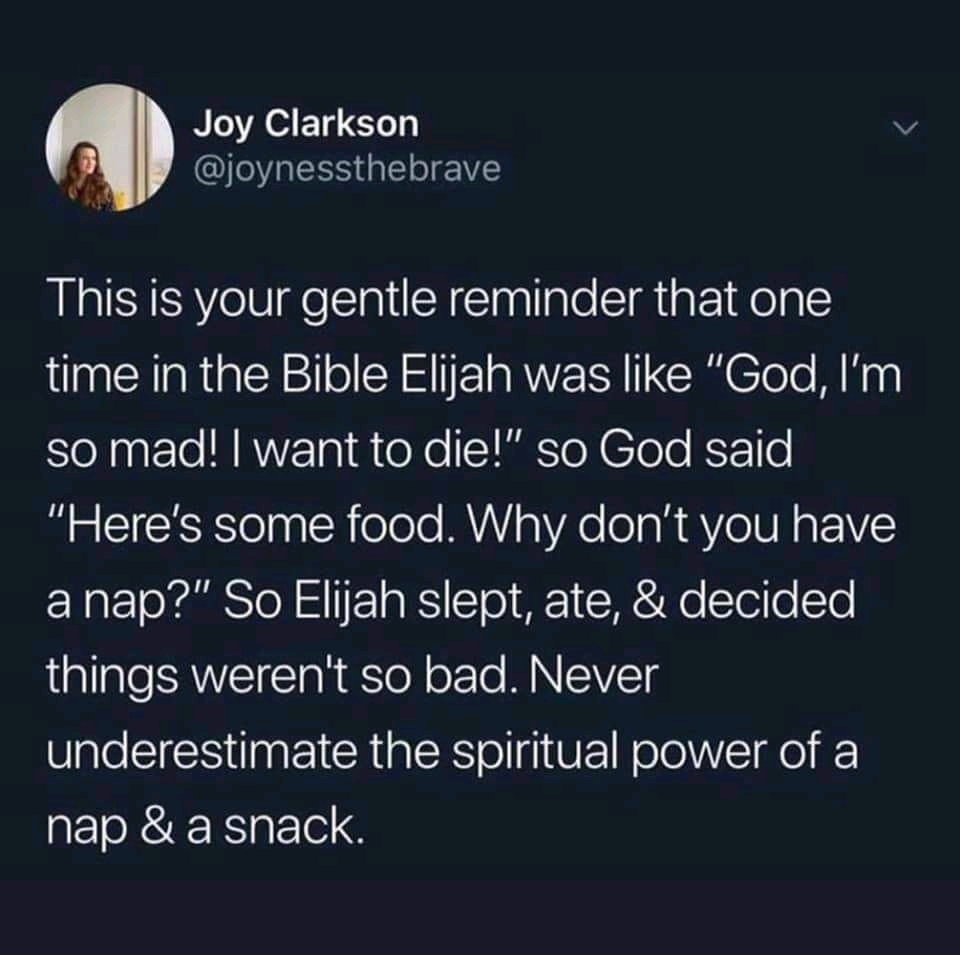 Joy Clarkson
@joynessthebrave
This is your gentle reminder that one
time in the Bible Elijah was like "God, I'm
so mad! I want to die!" so God said
"Here's some food. Why don't you have
a nap?" So Elijah slept, ate, & decided
things weren't so bad. Never
underestimate the spiritual power of a
nap & a snack.